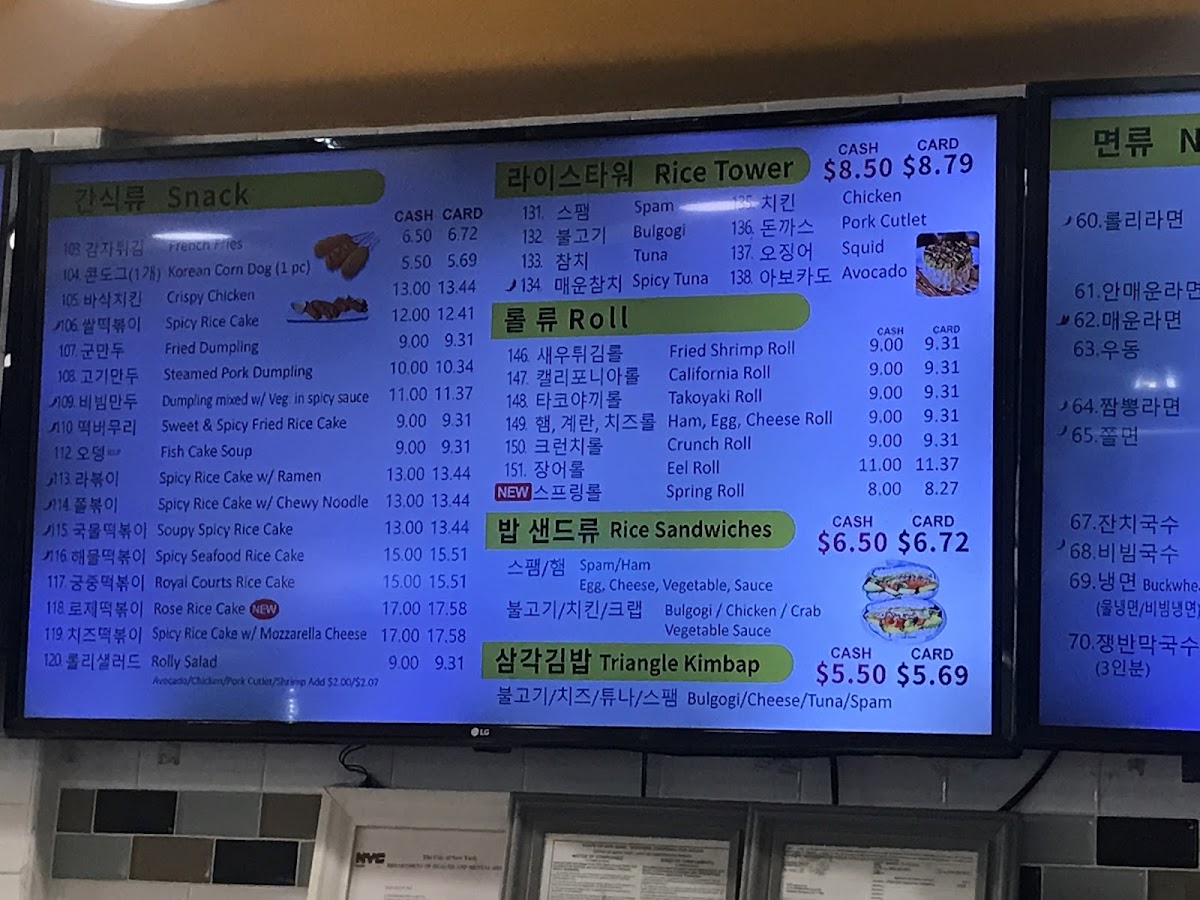 간식류 Snack
CASH CARD
103. 감자튀김 French Fries 6.50 6.72
104. 콘도그(1개) Korean Corn Dog (1 pc) 5.50 5.69
105. 바삭치킨 Crispy Chicken 13.00 13.44
106. 쌀떡볶이 Spicy Rice Cake 12.00 12.41
107. 군만두 Fried Dumpling 9.00 9.31
108. 고기만두 Steamed Pork Dumpling 10.00 10.34
109. 비빔만두 Dumpling mixed w/ Veg. in spicy sauce 11.00 11.37
110. 떡버무리 Sweet & Spicy Fried Rice Cake 9.00 9.31
112. 오뎅 Fish Cake Soup 9.00 9.31
113. 라볶이 Spicy Rice Cake w/ Ramen 13.00 13.44
114. 쫄볶이 Spicy Rice Cake w/ Chewy Noodle 13.00 13.44
115. 국물떡볶이 Soupy Spicy Rice Cake 13.00 13.44
116. 해물떡볶이 Spicy Seafood Rice Cake 15.00 15.51
117. 궁중떡볶이 Royal Courts Rice Cake 15.00 15.51
118. 로제떡볶이 Rose Rice Cake NEW 17.00 17.58
119. 치즈떡볶이 Spicy Rice Cake w/ Mozzarella Cheese 17.00 17.58
120. 롤리샐러드 Rolly Salad 9.00 9.31
Avocado/Chicken/Pork Cutlet/Shrimp Add $2.00/$2.07
라이스타워 Rice Tower
CASH CARD
$8.50 $8.79
131. 스팸 Spam 135. 치킨 Chicken
132. 불고기 Bulgogi 136. 돈까스 Pork Cutlet
133. 참치 Tuna 137. 오징어 Squid
134. 매운참치 Spicy Tuna 138. 아보카도 Avocado
롤 류 Roll
CASH CARD
146. 새우튀김롤 Fried Shrimp Roll 9.00 9.31
147. 캘리포니아롤 California Roll 9.00 9.31
148. 타코야끼롤 Takoyaki Roll 9.00 9.31
149. 햄, 계란, 치즈롤 Ham, Egg, Cheese Roll 9.00 9.31
150. 크런치롤 Crunch Roll 9.00 9.31
151. 장어롤 Eel Roll 11.00 11.37
NEW 스프링롤 Spring Roll 8.00 8.27
밥 샌드류 Rice Sandwiches
CASH CARD
$6.50 $6.72
스팸/햄 Spam/Ham
Egg, Cheese, Vegetable, Sauce
불고기/치킨/크랩 Bulgogi / Chicken / Crab
Vegetable Sauce
삼각김밥 Triangle Kimbap
CASH CARD
$5.50 $5.69
불고기/치즈/튜나/스팸 Bulgogi/Cheese/Tuna/Spam
LG
면류 N
60.롤리라면
61.안매운라면
62.매운라면
63.우동
64.짬뽕라면
65.쫄면
67.잔치국수
68.비빔국수
69.냉면 Buckwhe
(물냉면/비빔냉면)
70.쟁반막국수
(3인분)
NYC
The City of New York
DEPARTMENT OF HEALTH AND MENTAL